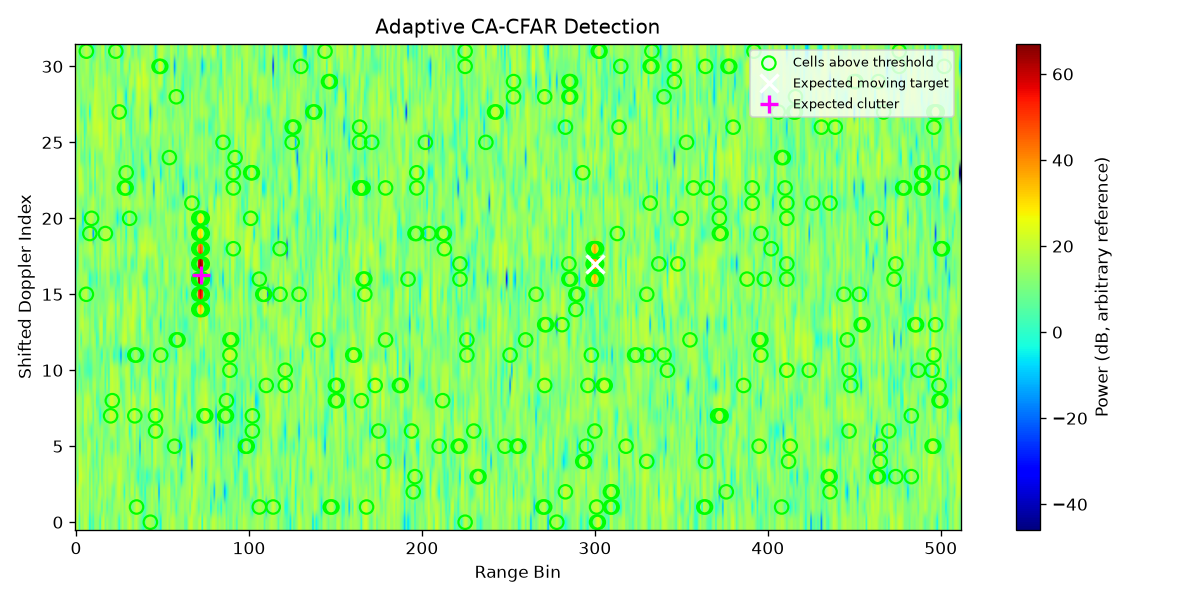 Adaptive CA-CFAR Detection
Cells above threshold
Expected moving target
Expected clutter
Shifted Doppler Index
30
25
20
15
10
5
0
0
100
200
300
400
500
Range Bin
60
40
20
0
−20
−40
Power (dB, arbitrary reference)